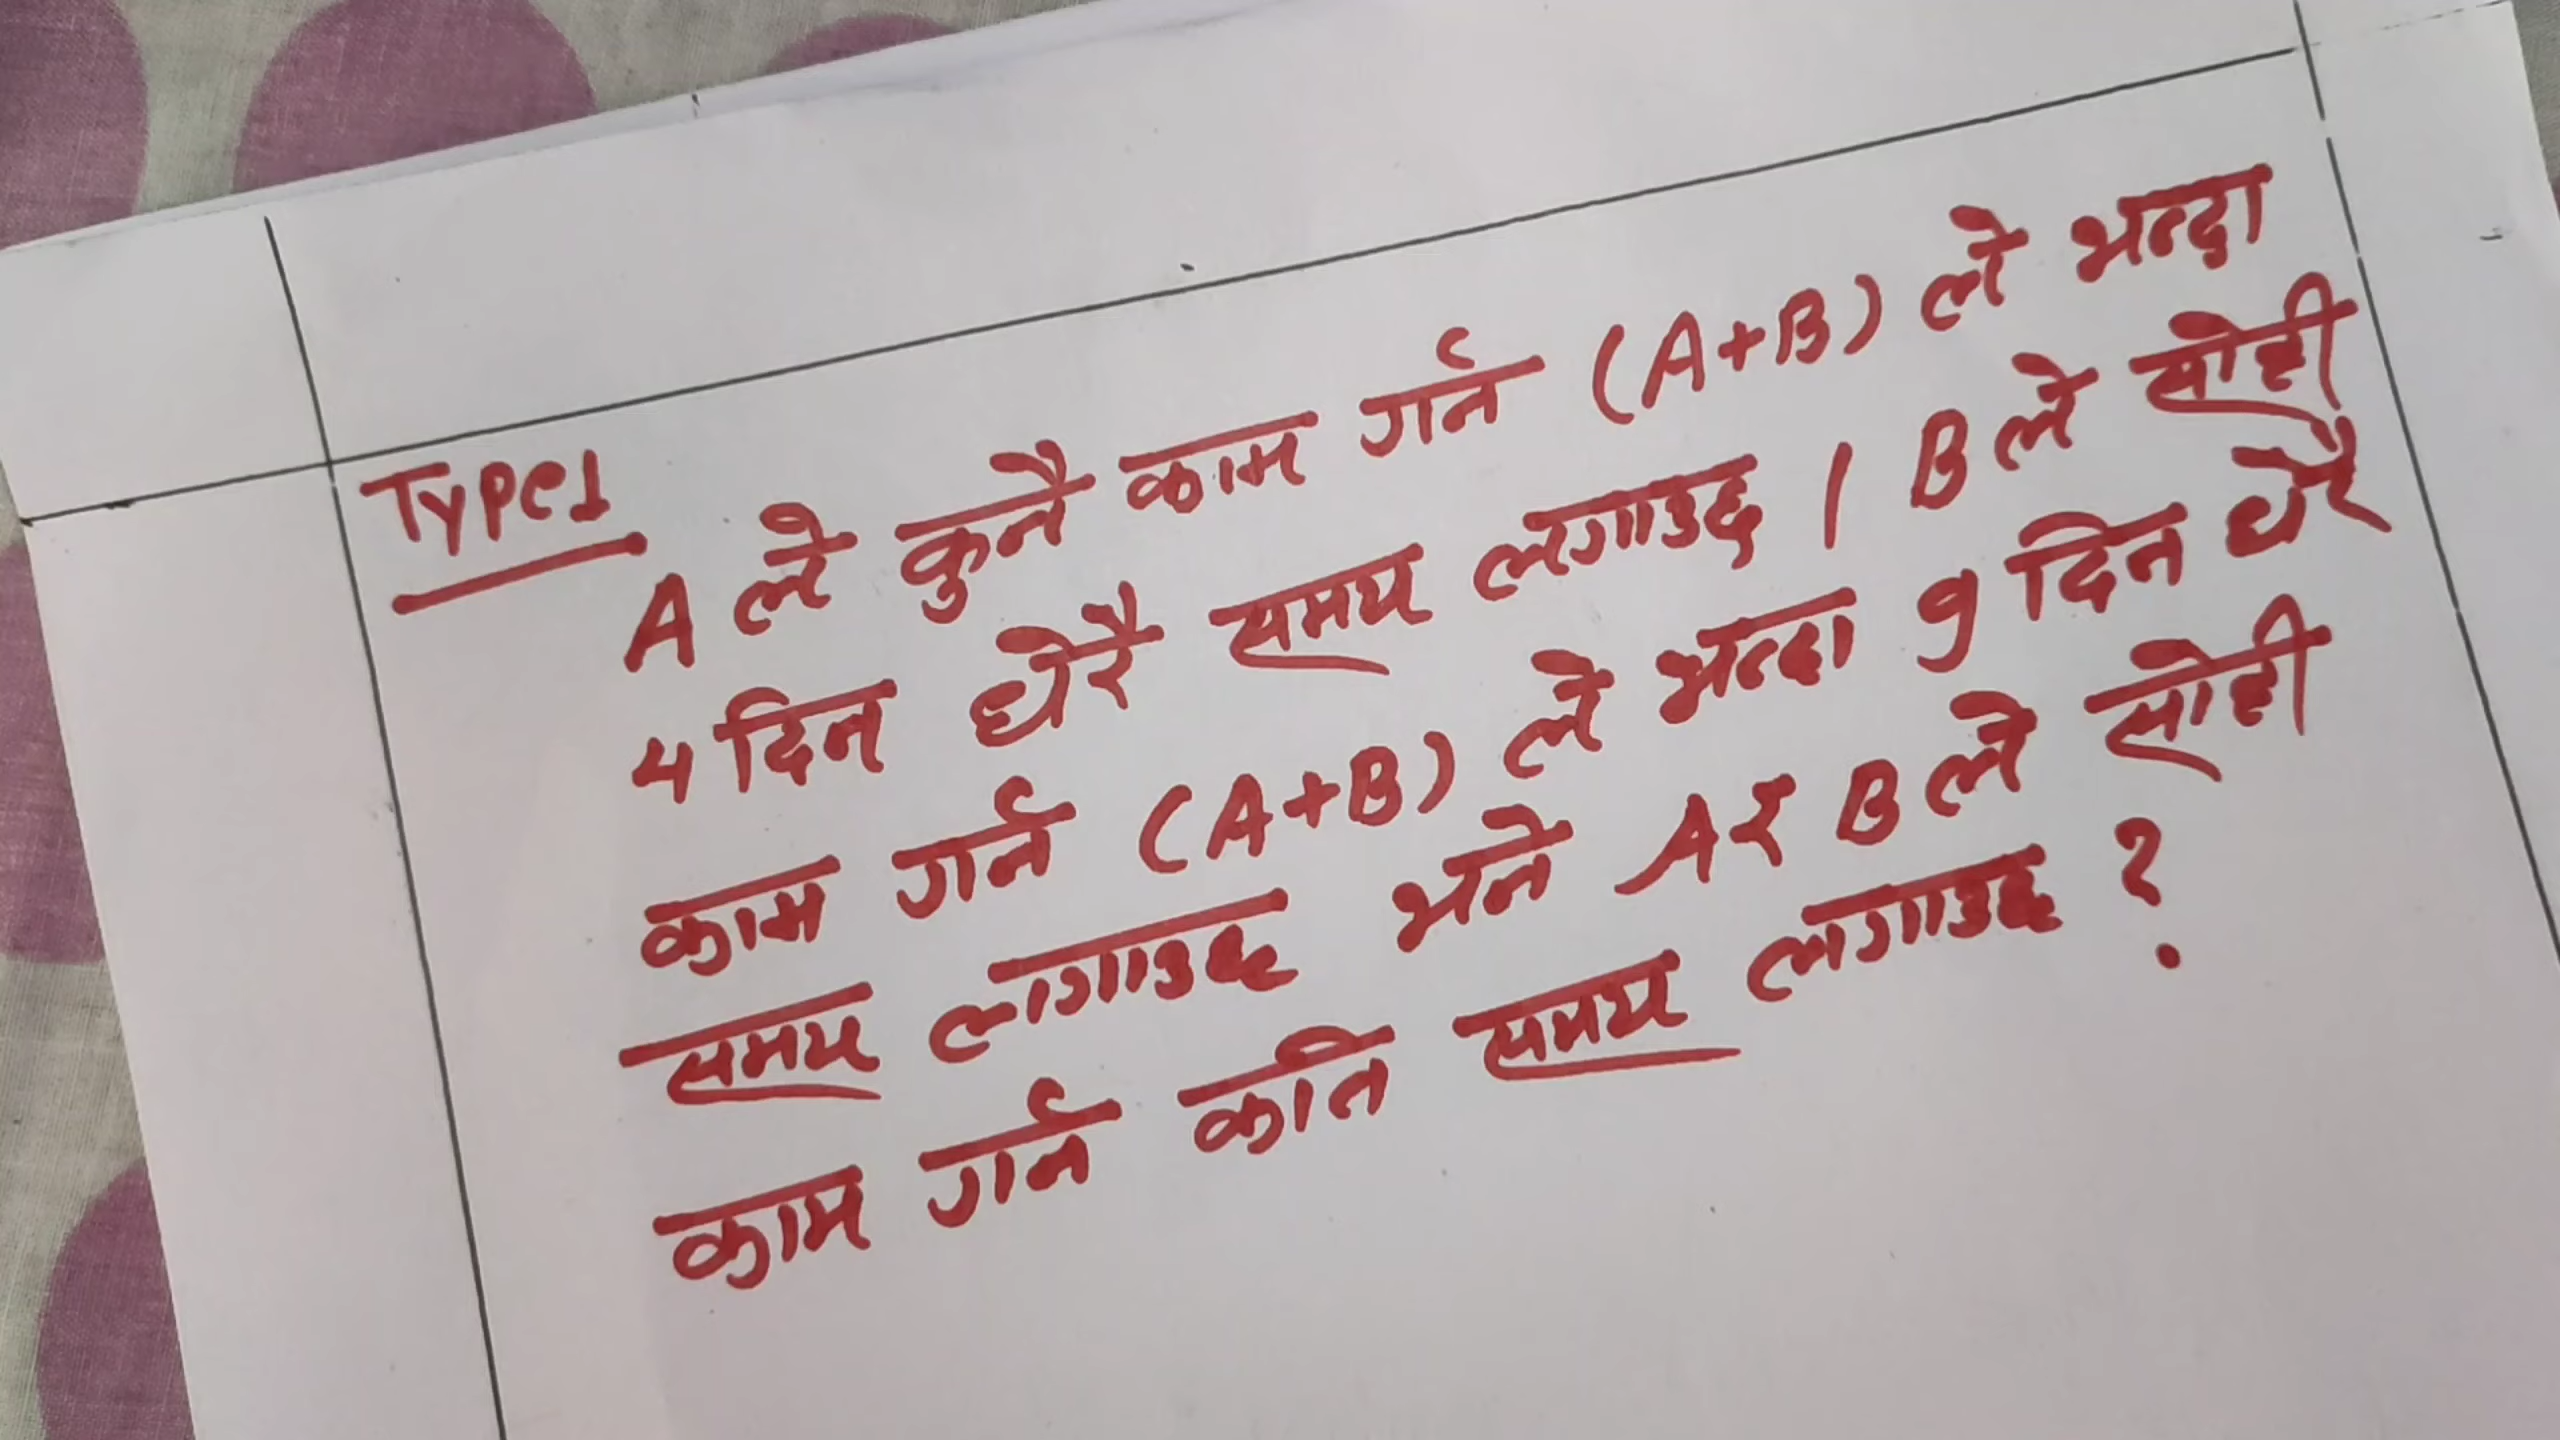 Type1
A ले कुनै काम गर्न (A+B) ले भन्दा
4 दिन धेरै समय लगाउछ । B ले सोही
काम गर्न (A+B) ले भन्दा 9 दिन धेरै
समय लगाउछ भने A र B ले सोही
काम गर्न कति समय लगाउछ ?